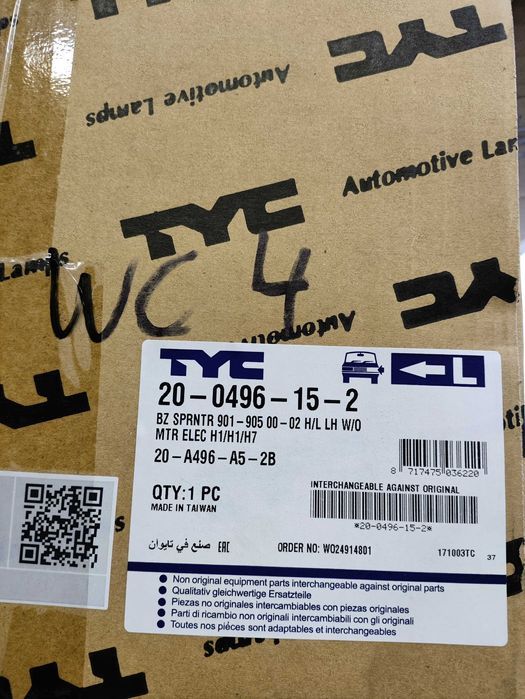 TYC
Automotive Lamps
Automotive
TYC
Lamps
WC 4
Automotive
TYC
TYC
L
20-0496-15-2
BZ SPRNTR 901-905 00-02 H/L LH W/O
MTR ELEC H1/H1/H7
20-A496-A5-2B
8 717475 036220
QTY:1 PC
INTERCHANGEABLE AGAINST ORIGINAL
MADE IN TAIWAN
*20-0496-15-2*
صنع في تايوان
EAC
ORDER NO: WO24914801
171003TC
37
• Non original equipment parts interchangeable against original parts
• Qualitativ gleichwertige Ersatzteile
• Piezas no originales intercambiables con piezas originales
• Parti di ricambio non originali intercambiabili con gli originali
• Toutes nos piéces sont adaptables et interchangeables